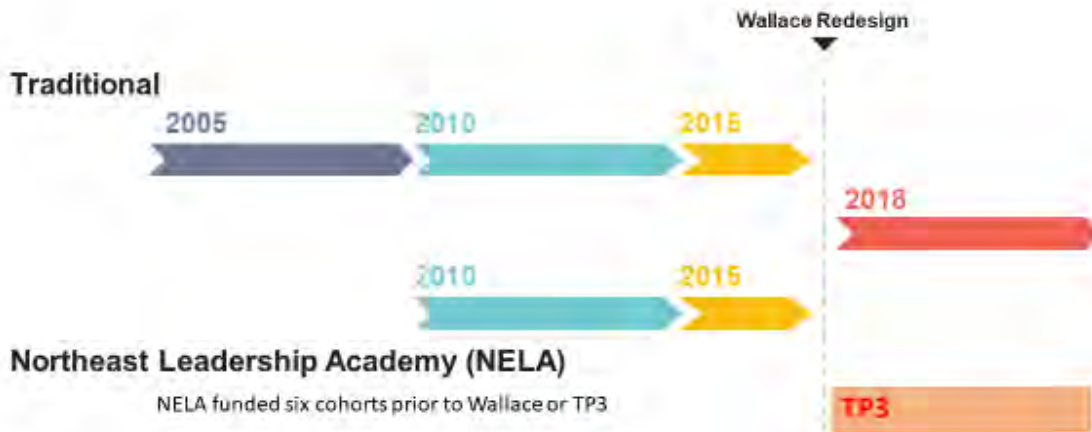 Wallace Redesign
Traditional
2005 2010 2015
2018
2010 2015
Northeast Leadership Academy (NELA)
NELA funded six cohorts prior to Wallace or TP3
TP3